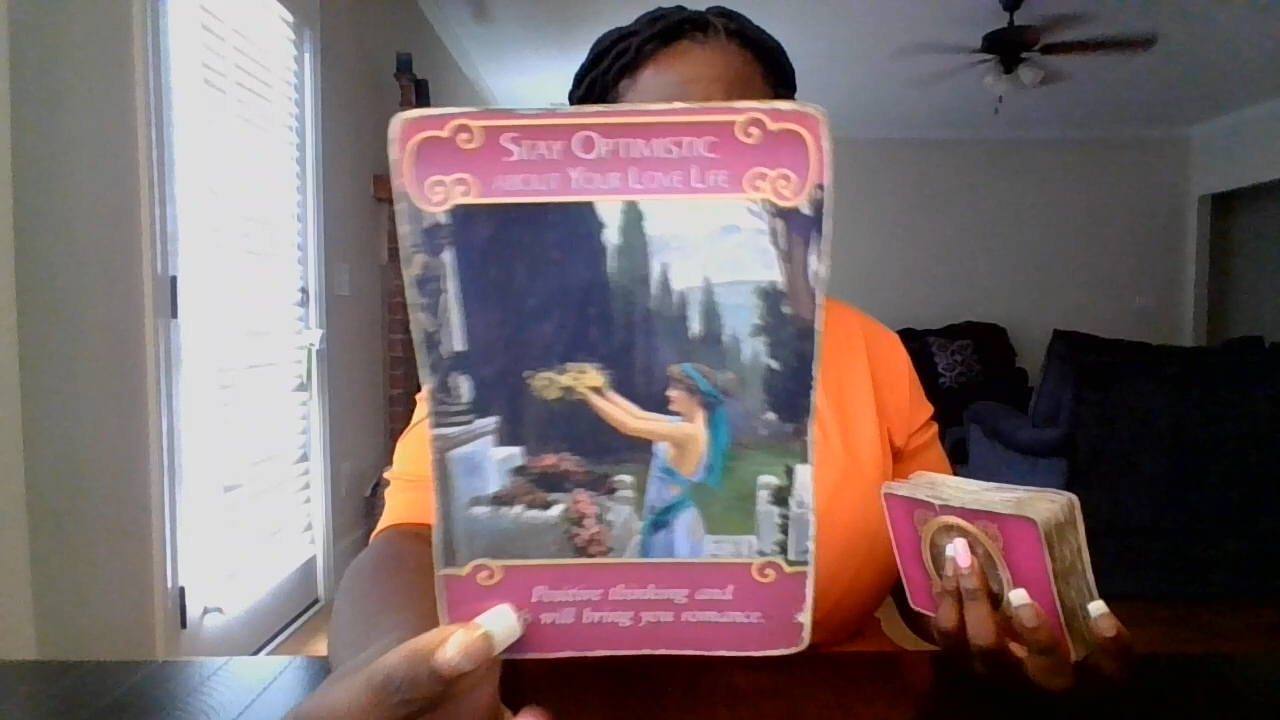 STAY OPTIMISTIC
ABOUT YOUR LOVE LIFE
Positive thinking and
will bring you romance.